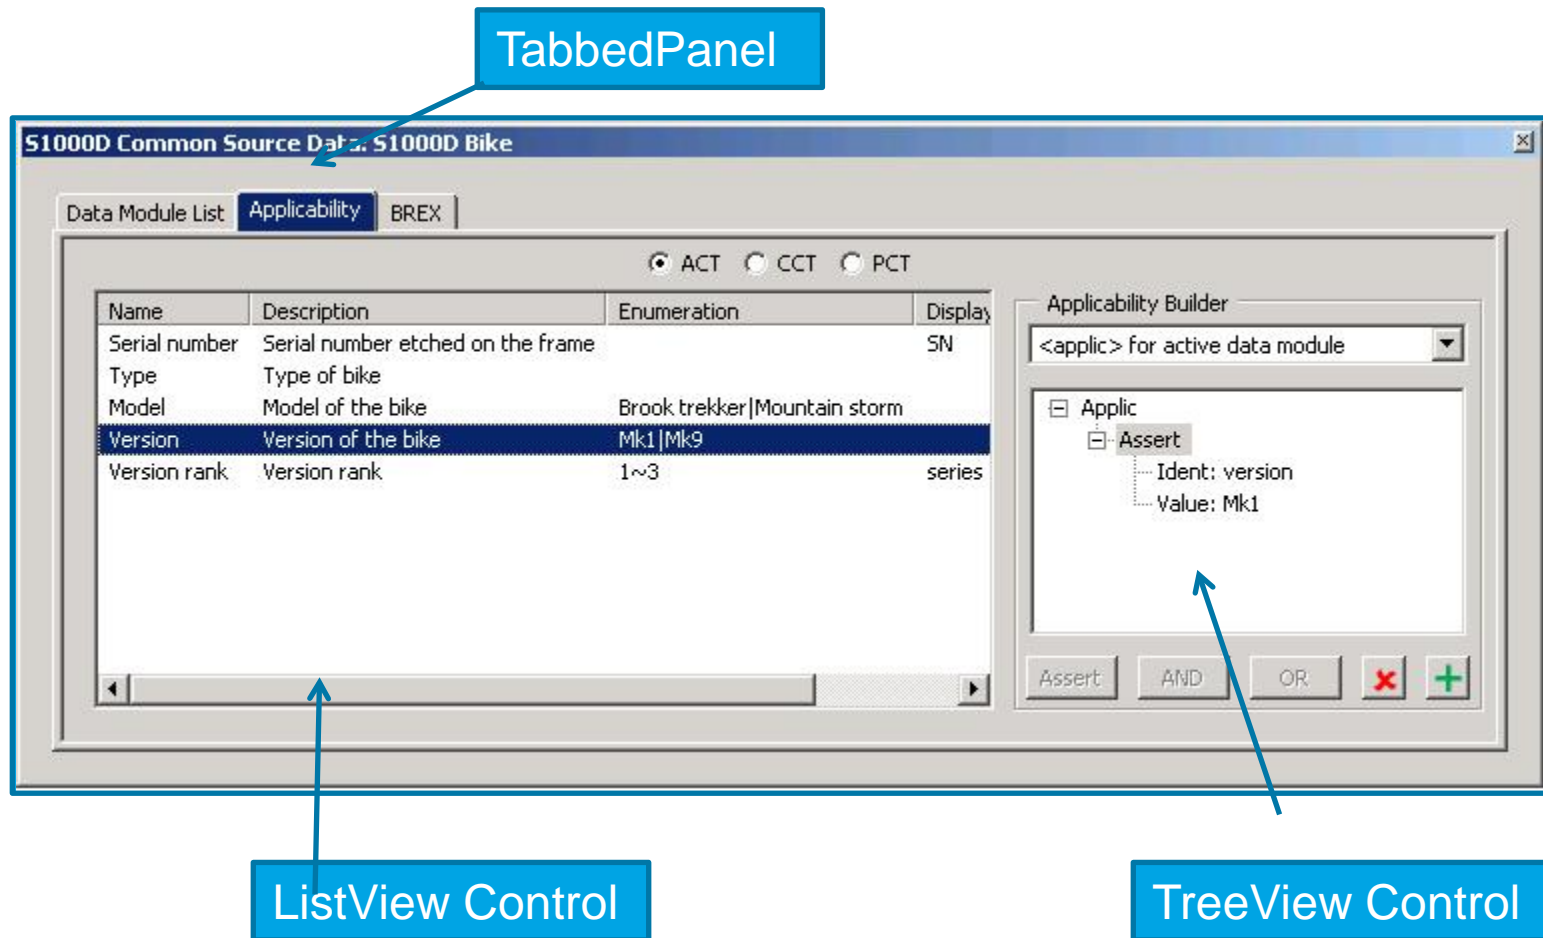 TabbedPanel
S1000D Common Source Data: S1000D Bike
Data Module List Applicability BREX
ACT CCT PCT
Name Description Enumeration Display
Serial number Serial number etched on the frame SN
Type Type of bike
Model Model of the bike Brook trekker|Mountain storm
Version Version of the bike Mk1|Mk9
Version rank Version rank 1~3 series
Applicability Builder
<applic> for active data module
Applic
Assert
Ident: version
Value: Mk1
Assert AND OR
ListView Control
TreeView Control